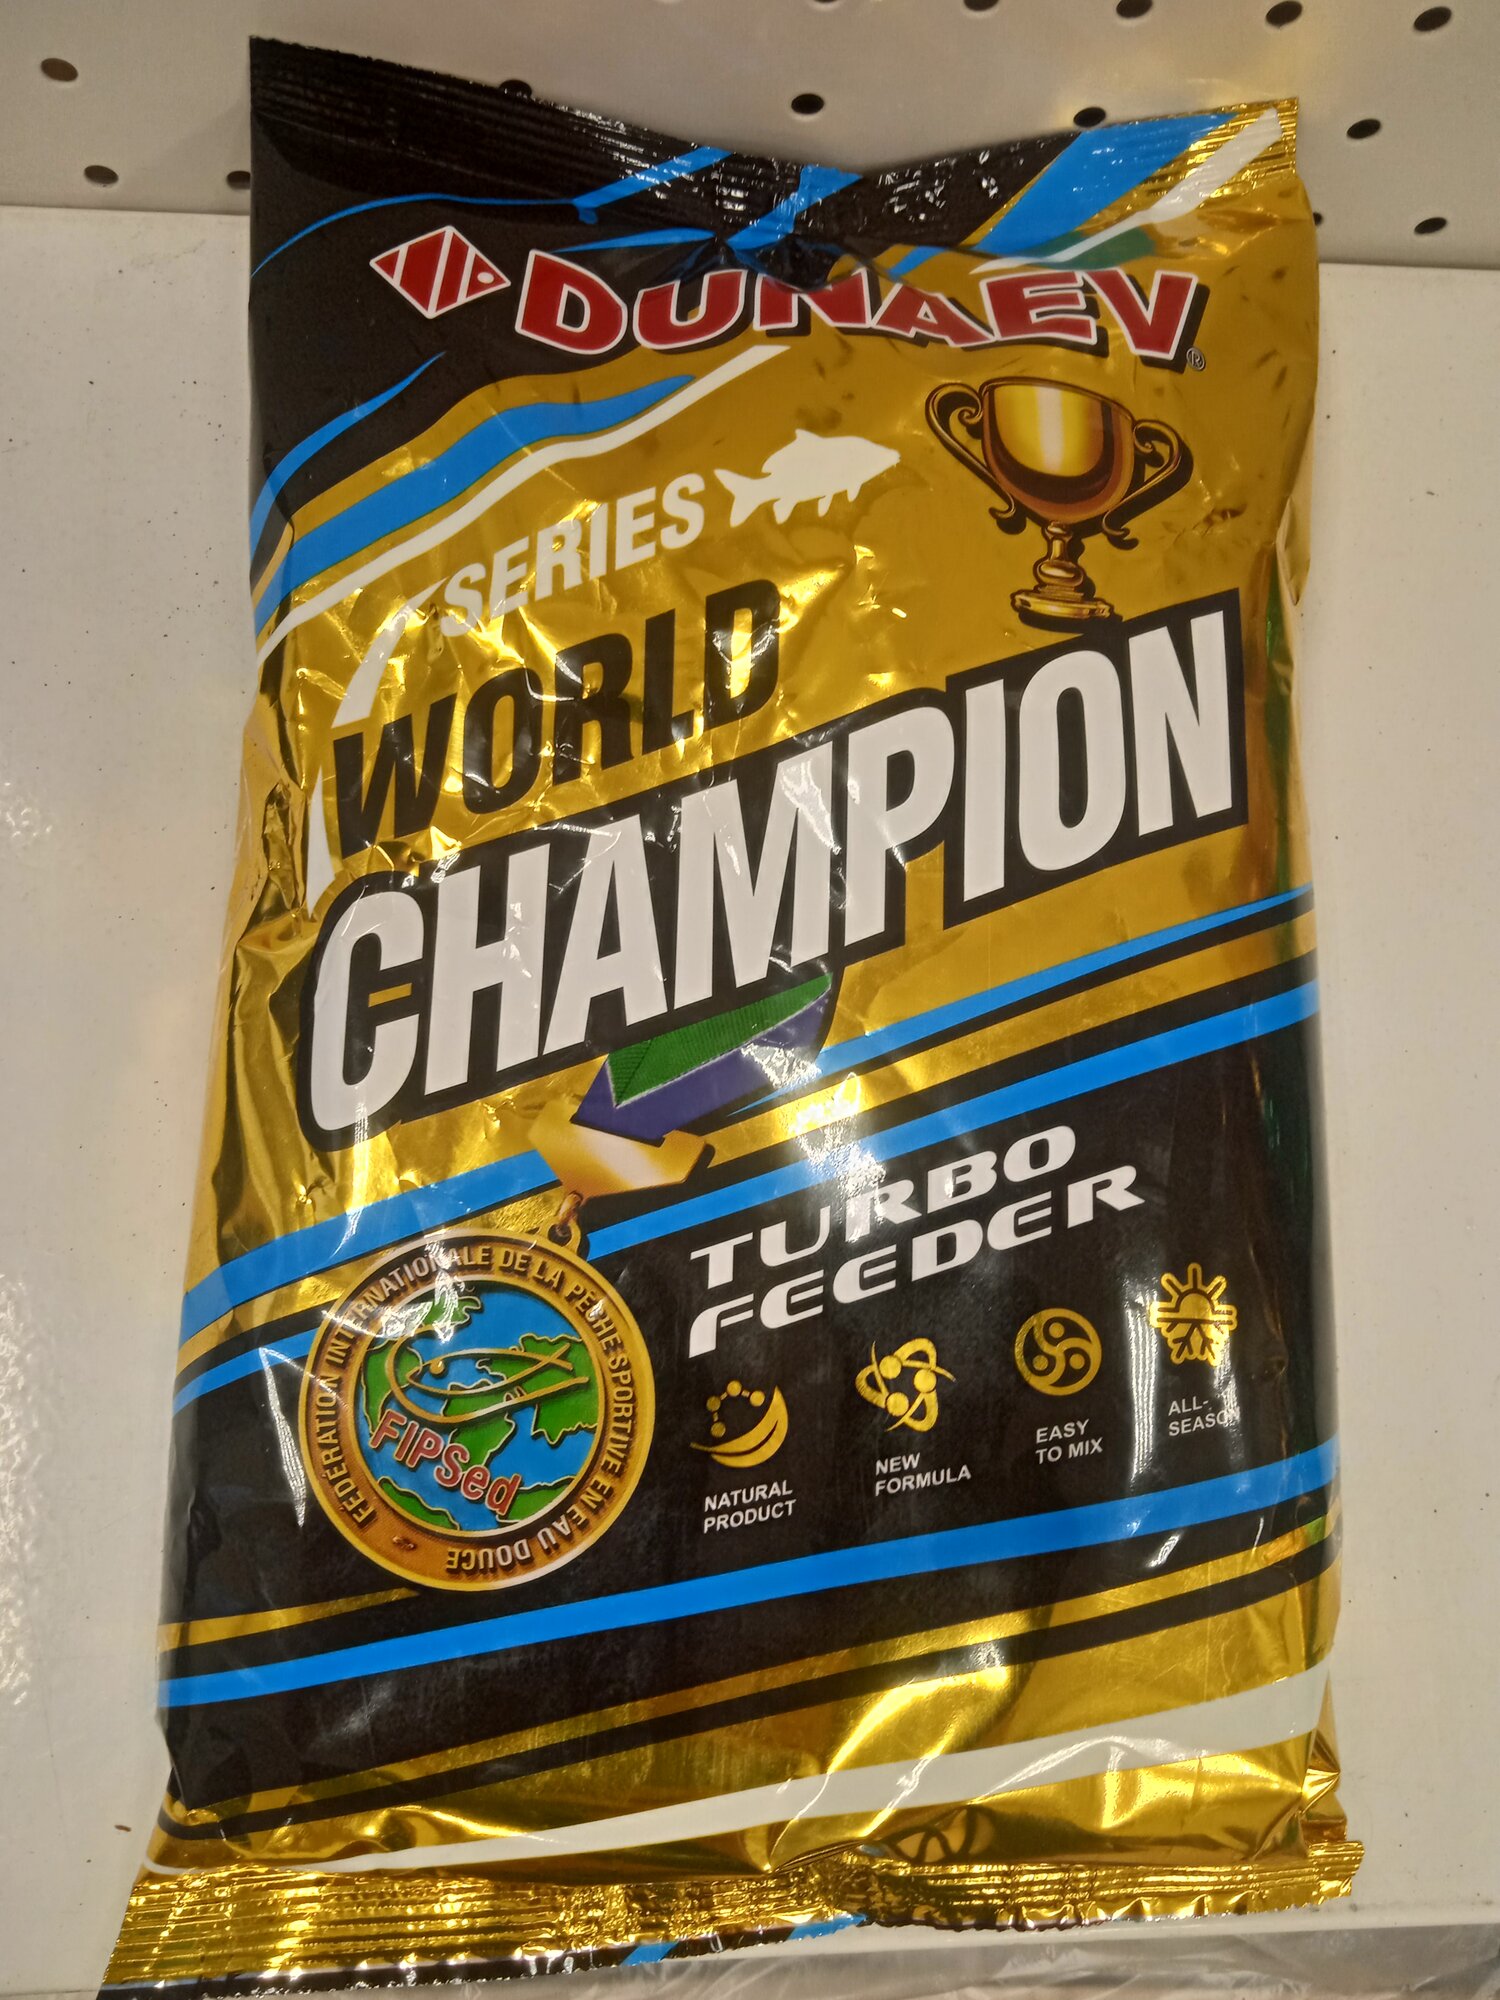 DUNAEV®
SERIES
WORLD
CHAMPION
TURBO
FEEDER
FÉDÉRATION INTERNATIONALE DE LA PÊCHE SPORTIVE EN EAU DOUCE
FIPSed
NATURAL
PRODUCT
NEW
FORMULA
EASY
TO MIX
ALL-
SEASON